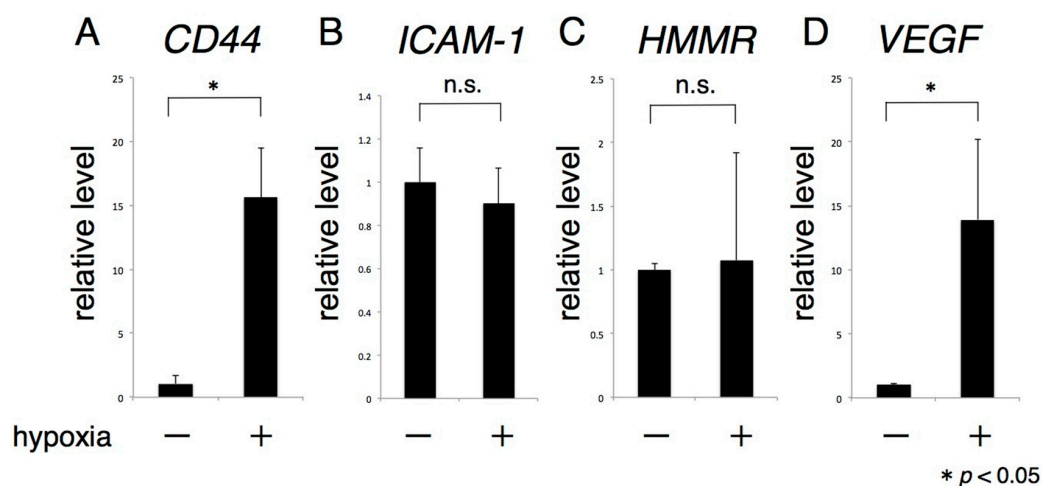 A CD44
B ICAM-1
C HMMR
D VEGF
*
n.s.
n.s.
*
relative level
25
20
15
10
5
0
relative level
1.4
1.2
1
0.8
0.6
0.4
0.2
0
relative level
2.5
2
1.5
1
0.5
0
relative level
25
20
15
10
5
0
hypoxia − + − + − + − +
* p < 0.05